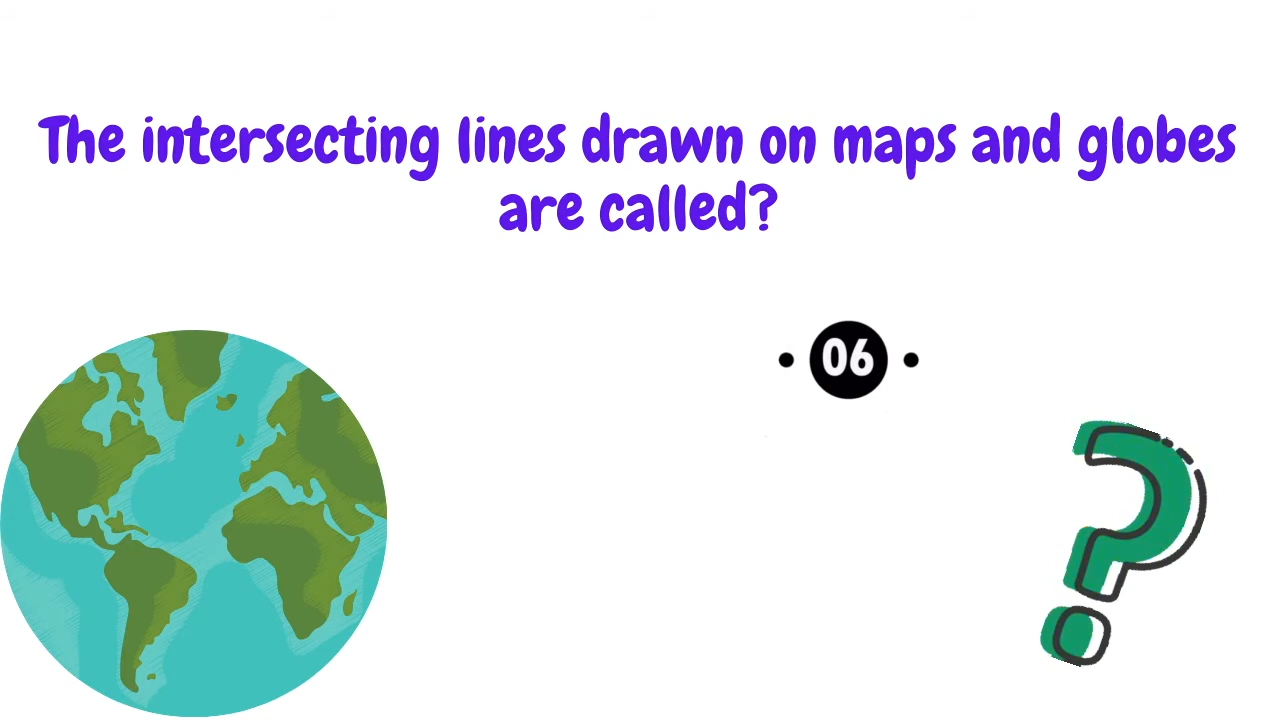 The intersecting lines drawn on maps and globes
are called?
06